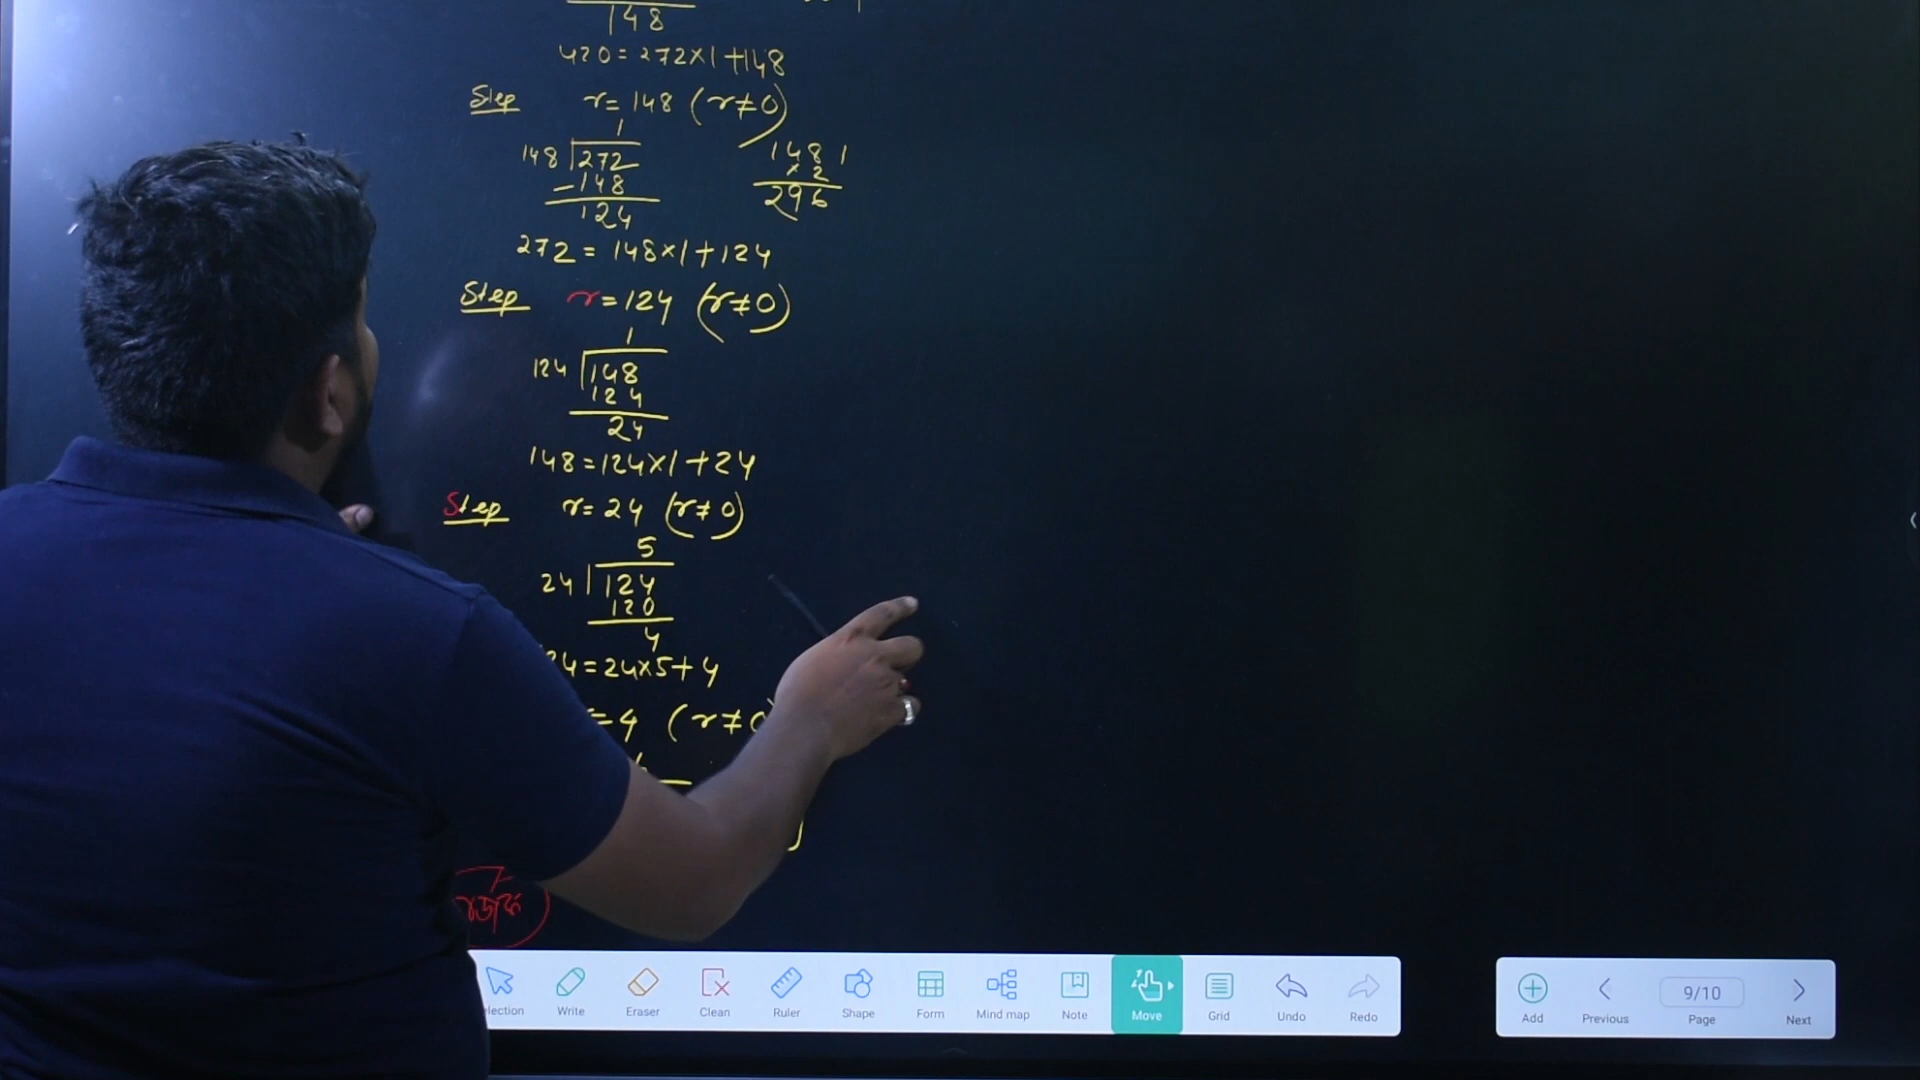 148
420 = 272×1+148
Step r = 148 (r≠0)
1
148 272
-148
124
148 1
× 2
296
272 = 148×1+124
Step r = 124 (r≠0)
1
124 148
124
24
148 = 124×1+24
Step r = 24 (r≠0)
5
24 124
120
4
24 = 24×5+4
= 4 (r≠0
election Write Eraser Clean Ruler Shape Form Mind map Note Move Grid Undo Redo
Add Previous 9/10 Page Next